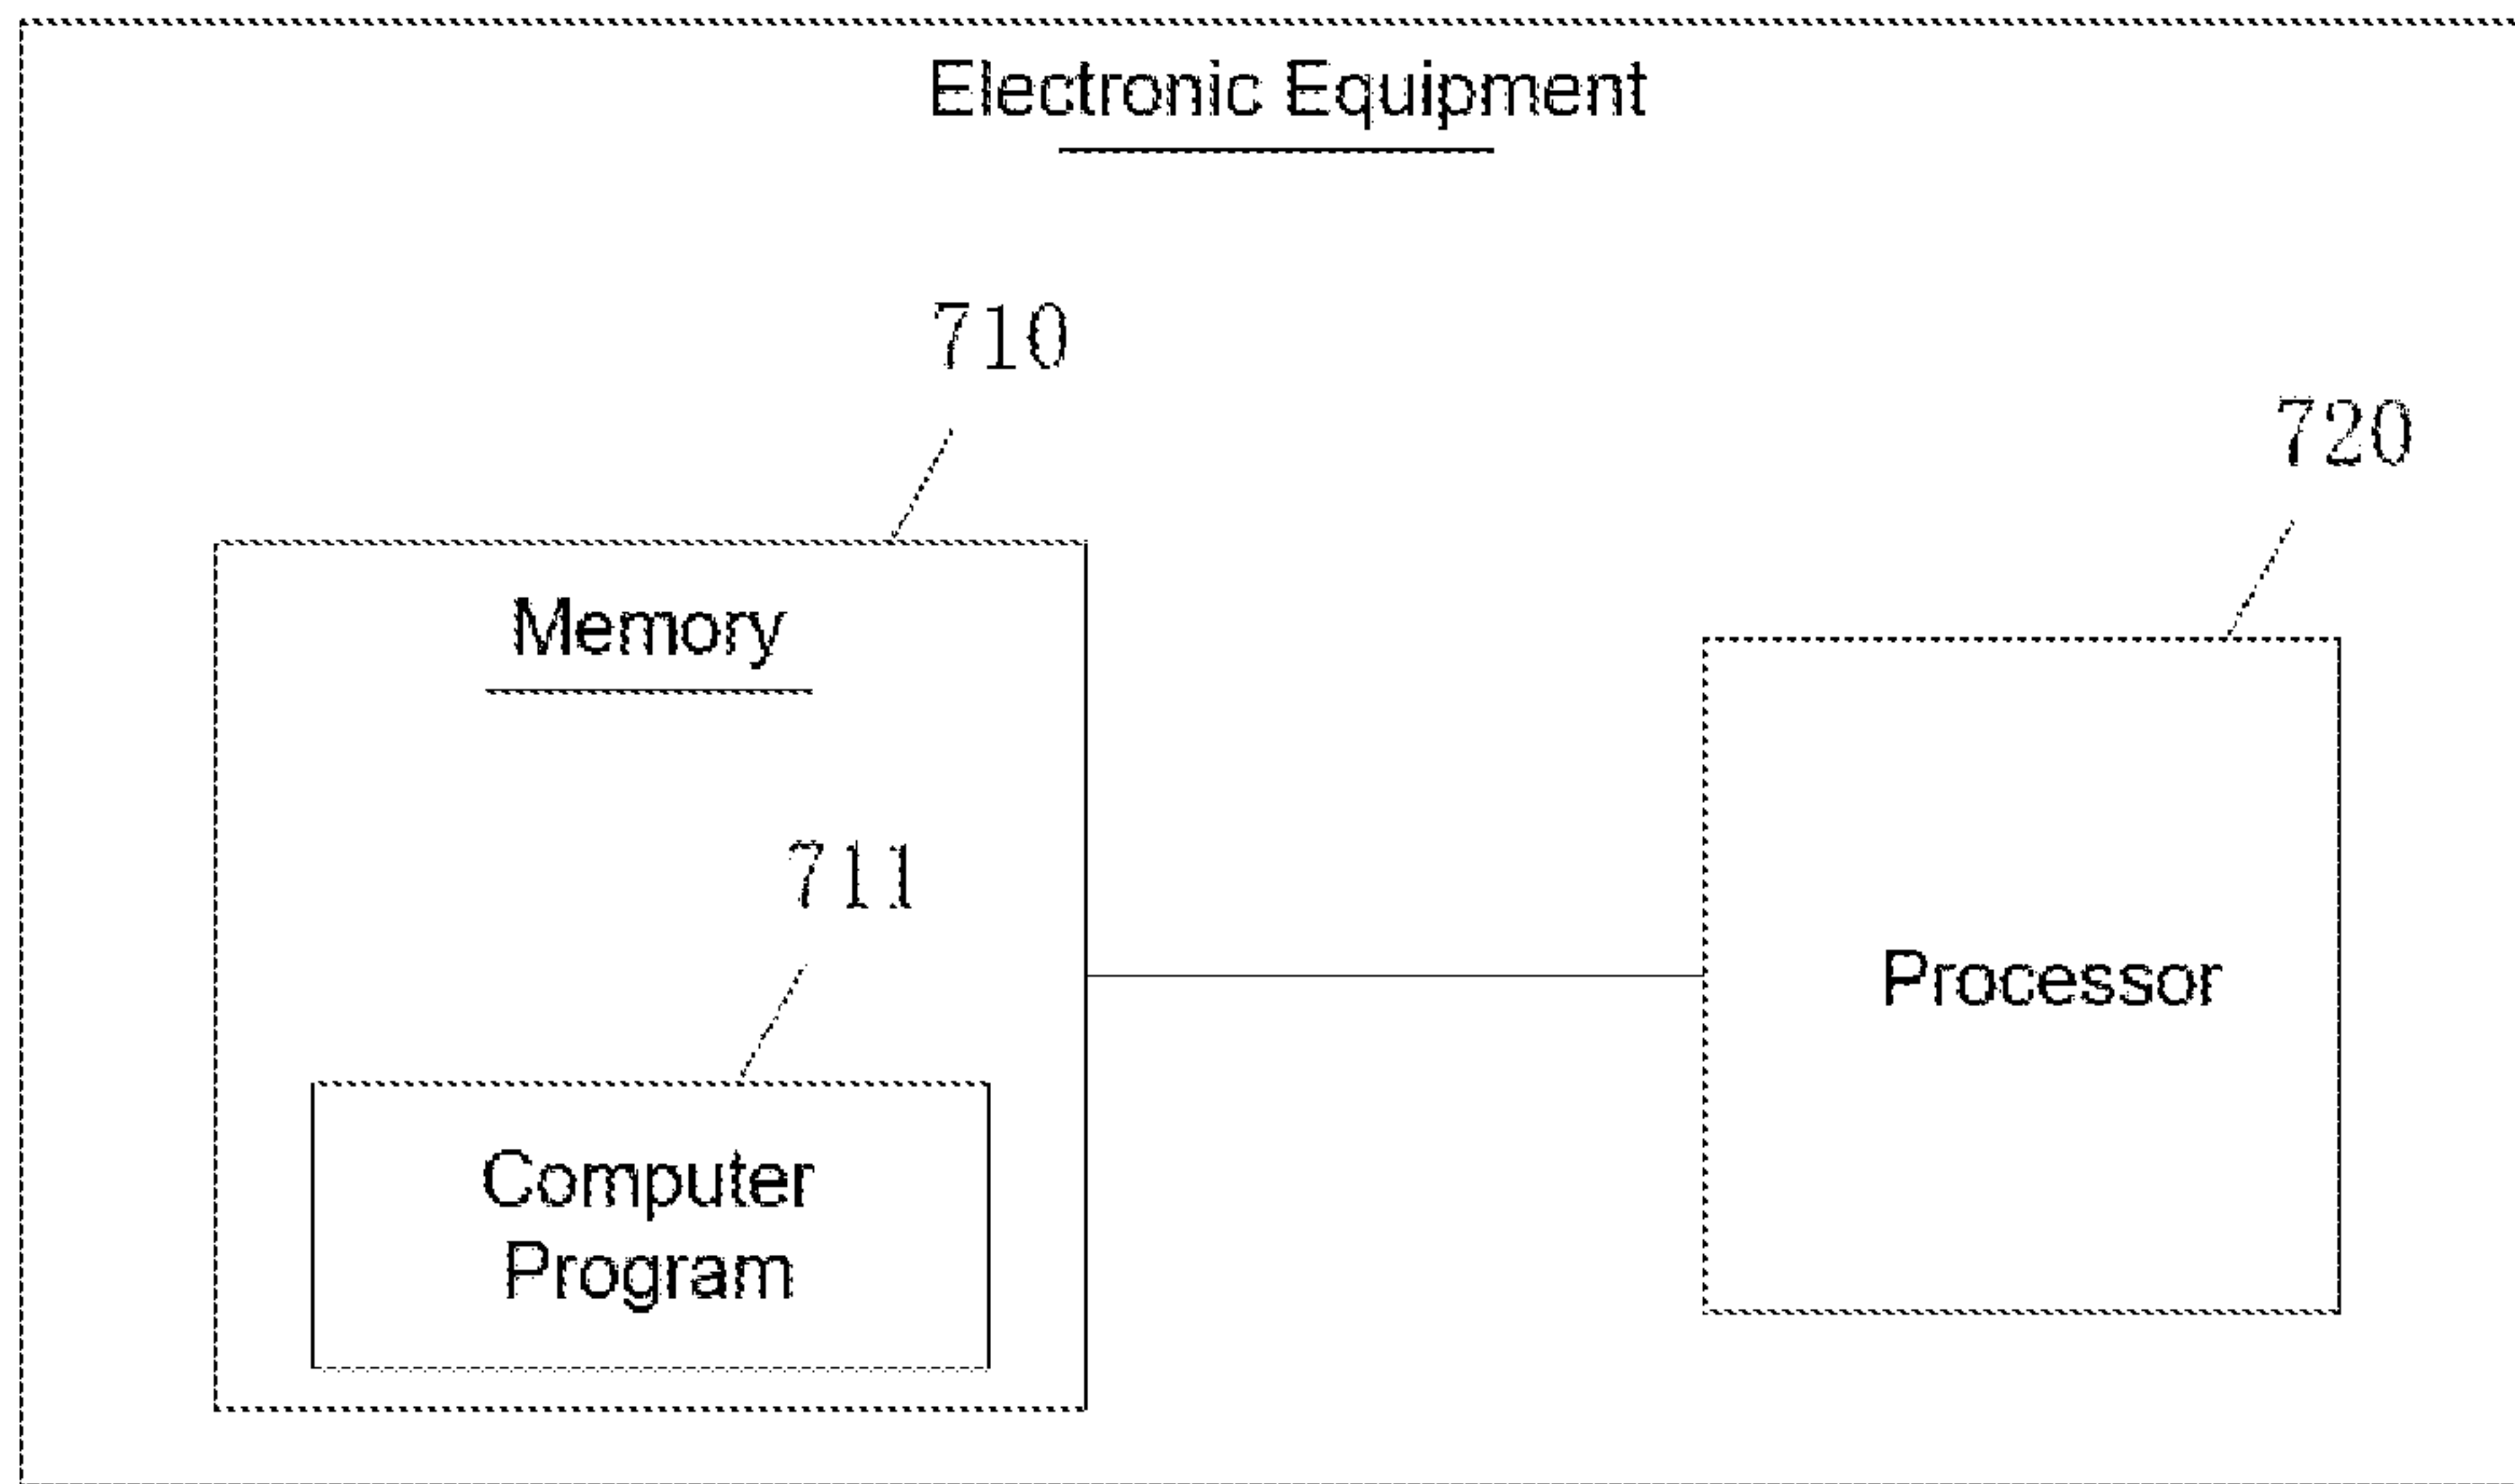 Electronic Equipment
710
720
Memory
711
Processor
Computer
Program